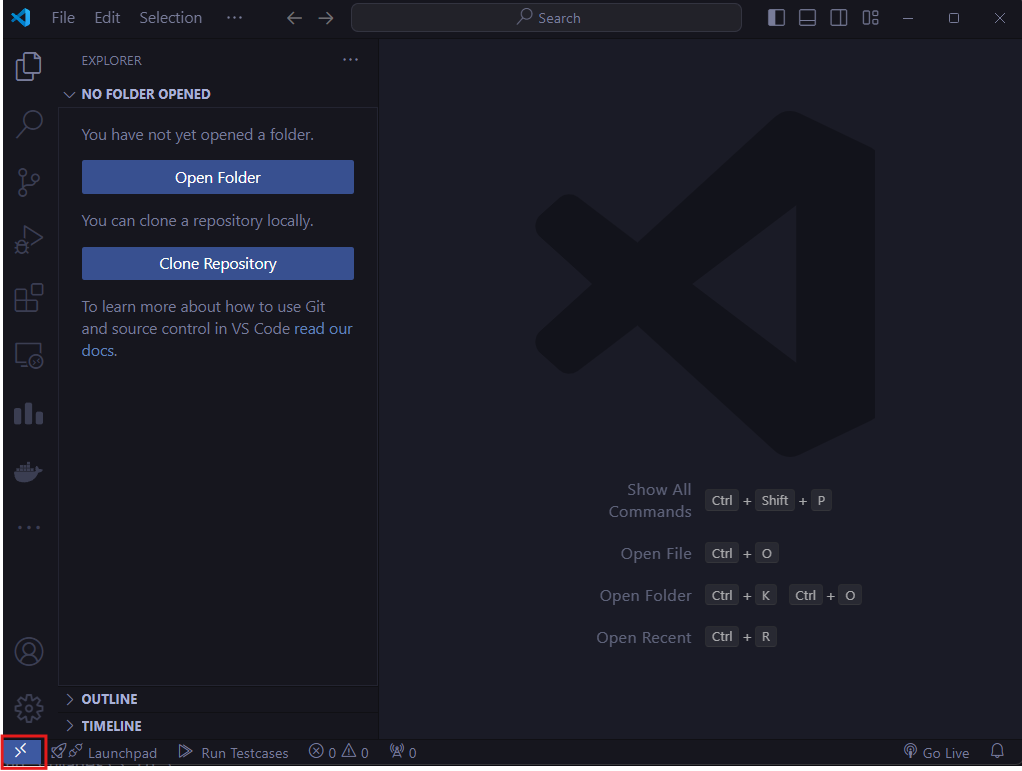 File Edit Selection ··· Search
EXPLORER ···
NO FOLDER OPENED
You have not yet opened a folder.
Open Folder
You can clone a repository locally.
Clone Repository
To learn more about how to use Git
and source control in VS Code read our
docs.
Show All
Commands
Ctrl + Shift + P
Open File Ctrl + O
Open Folder Ctrl + K Ctrl + O
Open Recent Ctrl + R
OUTLINE
TIMELINE
Launchpad Run Testcases 0 0 0 Go Live